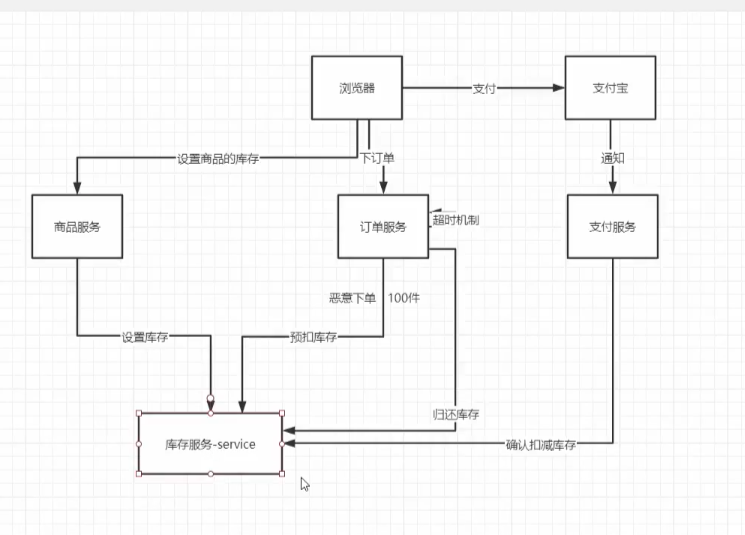 浏览器
支付
支付宝
设置商品的库存
下订单
通知
商品服务
订单服务
超时机制
支付服务
恶意下单 100件
设置库存
预扣库存
归还库存
库存服务-service
确认扣减库存